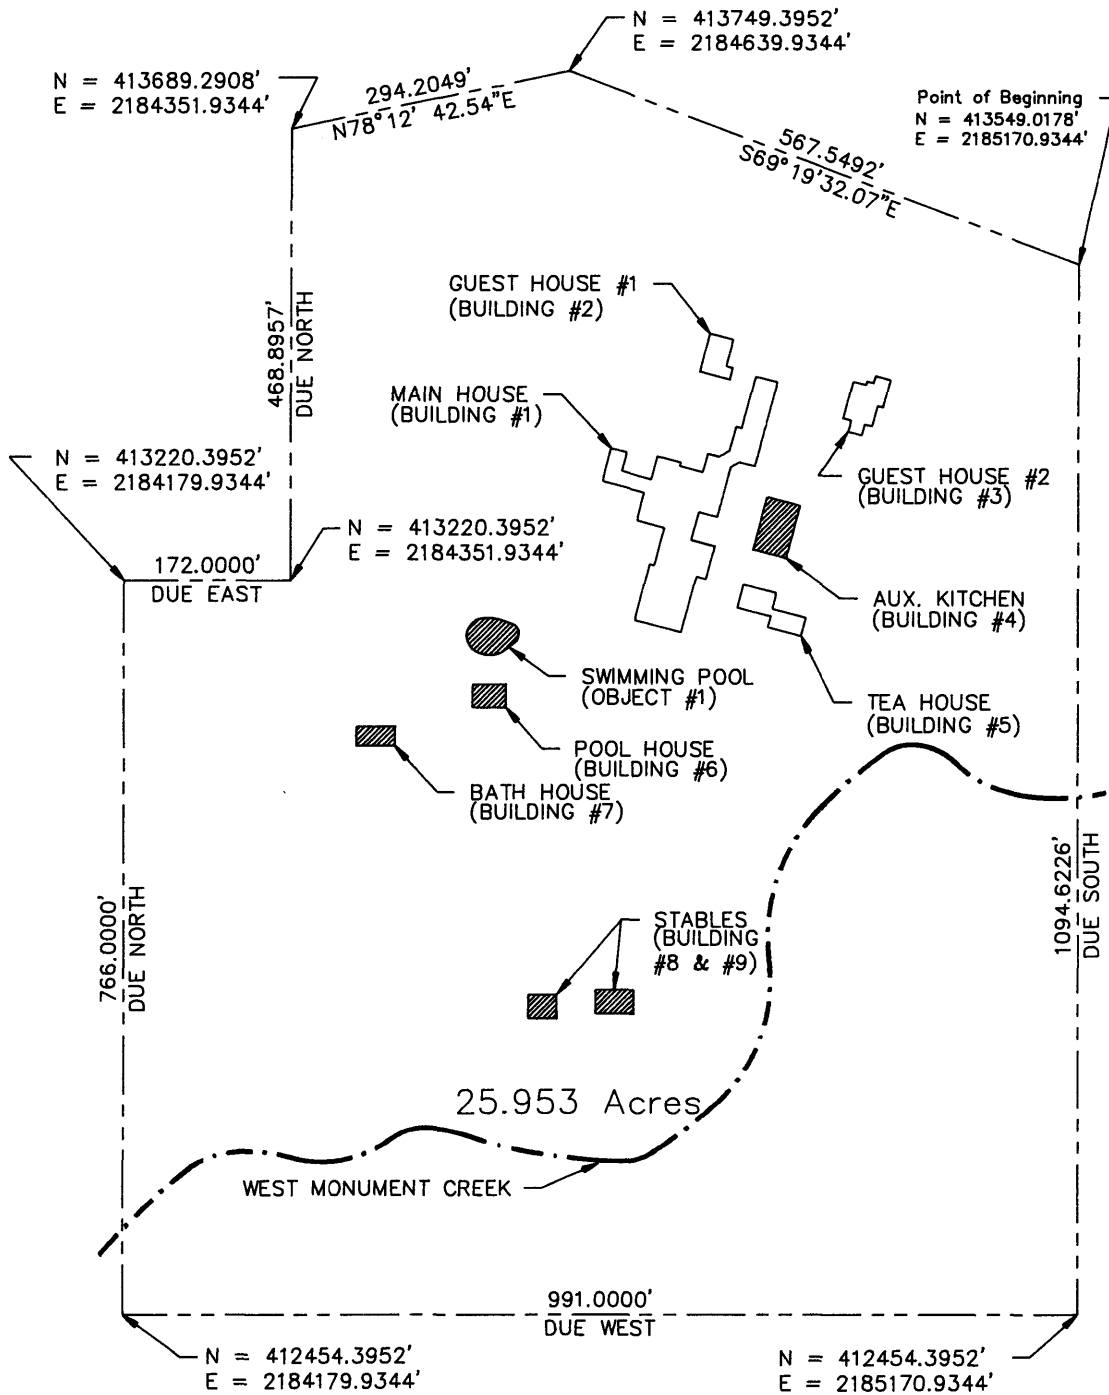 N = 413749.3952'
E = 2184639.9344'
N = 413689.2908'
E = 2184351.9344'
294.2049'
N78°12' 42.54"E
Point of Beginning
N = 413549.0178'
E = 2185170.9344'
567.5492'
S69°19'32.07"E
GUEST HOUSE #1
(BUILDING #2)
468.8957'
DUE NORTH
MAIN HOUSE
(BUILDING #1)
N = 413220.3952'
E = 2184179.9344'
GUEST HOUSE #2
(BUILDING #3)
N = 413220.3952'
E = 2184351.9344'
172.0000'
DUE EAST
AUX. KITCHEN
(BUILDING #4)
SWIMMING POOL
(OBJECT #1)
TEA HOUSE
(BUILDING #5)
POOL HOUSE
(BUILDING #6)
BATH HOUSE
(BUILDING #7)
766.0000'
DUE NORTH
1094.6226'
DUE SOUTH
STABLES
(BUILDING
#8 & #9)
25.953 Acres
WEST MONUMENT CREEK
991.0000'
DUE WEST
N = 412454.3952'
E = 2184179.9344'
N = 412454.3952'
E = 2185170.9344'